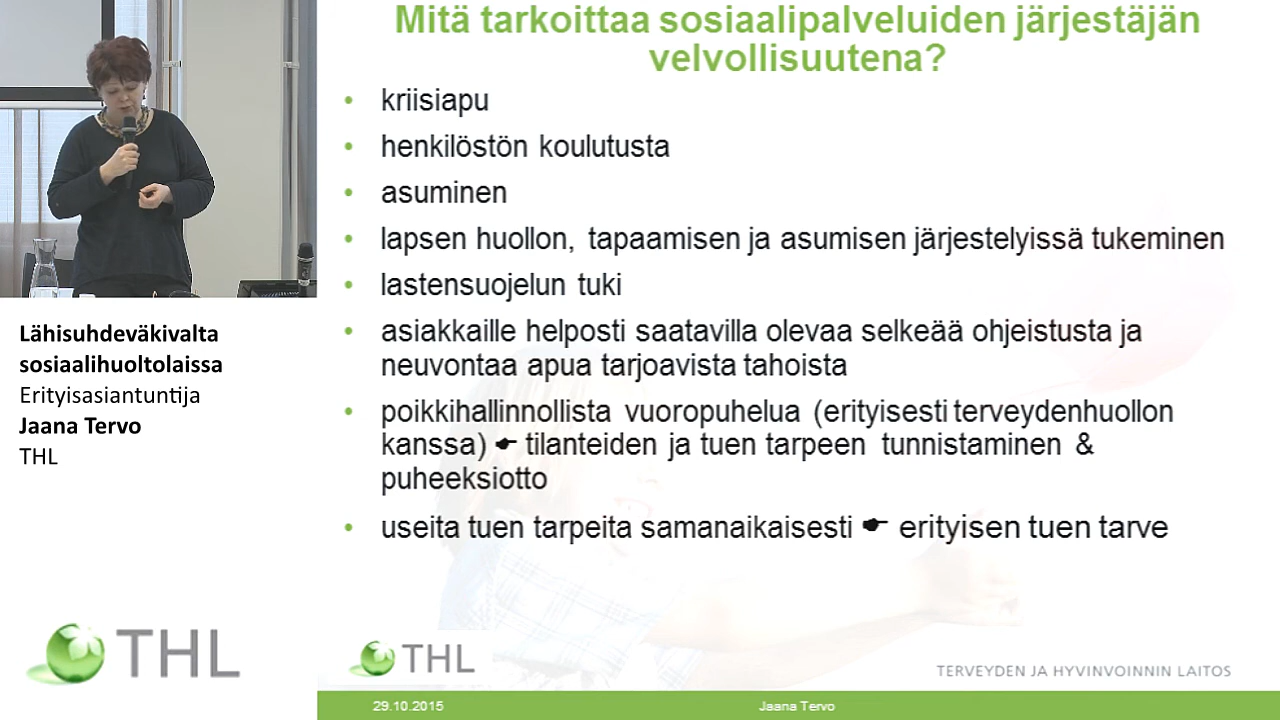 Mitä tarkoittaa sosiaalipalveluiden järjestäjän
velvollisuutena?
• kriisiapu
• henkilöstön koulutusta
• asuminen
• lapsen huollon, tapaamisen ja asumisen järjestelyissä tukeminen
• lastensuojelun tuki
• asiakkaille helposti saatavilla olevaa selkeää ohjeistusta ja
neuvontaa apua tarjoavista tahoista
• poikkihallinnollista vuoropuhelua (erityisesti terveydenhuollon
kanssa) ☛ tilanteiden ja tuen tarpeen tunnistaminen &
puheeksiotto
• useita tuen tarpeita samanaikaisesti ☛ erityisen tuen tarve
Lähisuhdeväkivalta
sosiaalihuoltolaissa
Erityisasiantuntija
Jaana Tervo
THL
THL
THL
TERVEYDEN JA HYVINVOINNIN LAITOS
29.10.2015
Jaana Tervo